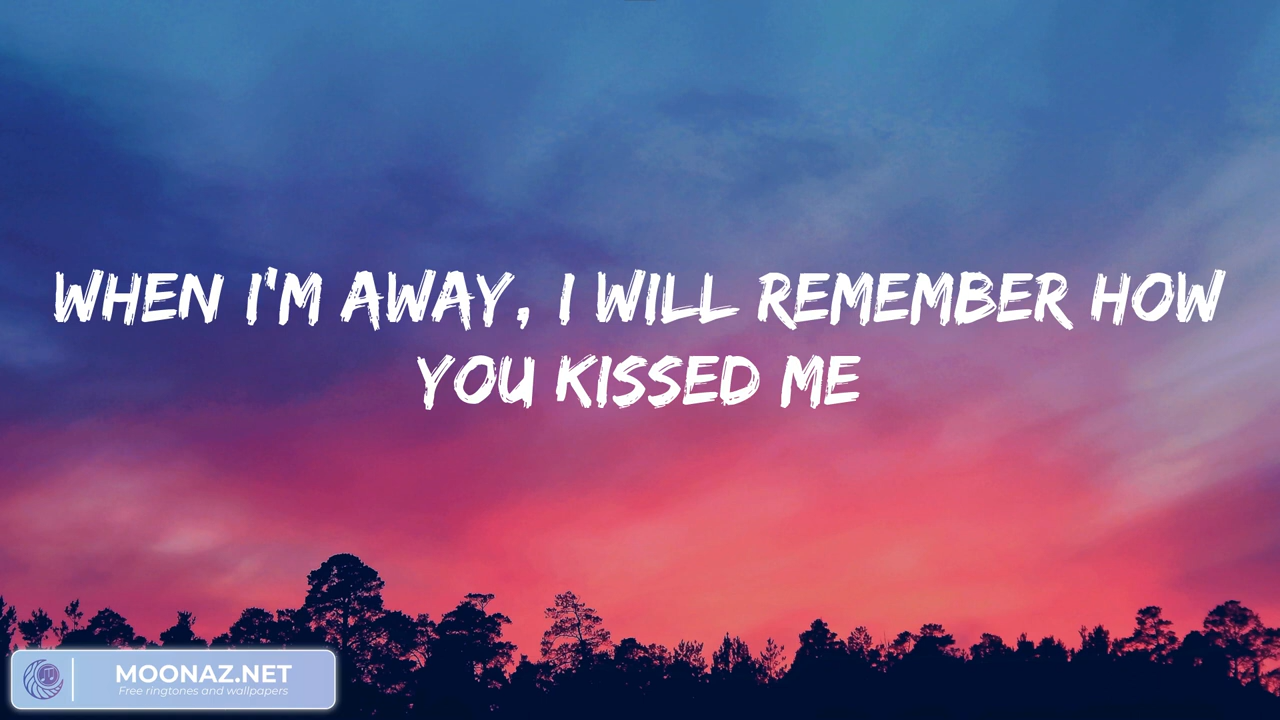 WHEN I'M AWAY, I WILL REMEMBER HOW
YOU KISSED ME
MOONAZ.NET
Free ringtones and wallpapers